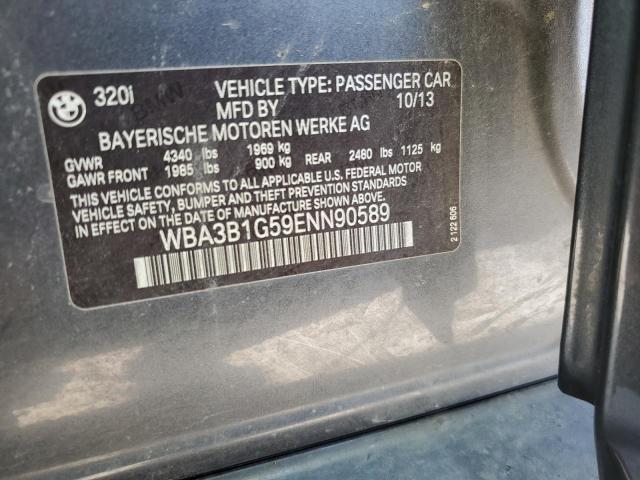 BMW
320i
VEHICLE TYPE: PASSENGER CAR
MFD BY 10/13
BAYERISCHE MOTOREN WERKE AG
GVWR 4340 lbs 1969 kg
GAWR FRONT 1985 lbs 900 kg REAR 2480 lbs 1125 kg
THIS VEHICLE CONFORMS TO ALL APPLICABLE U.S. FEDERAL MOTOR
VEHICLE SAFETY, BUMPER AND THEFT PREVENTION STANDARDS
IN EFFECT ON THE DATE OF MANUFACTURE SHOWN ABOVE.
WBA3B1G59ENN90589
2 122 606